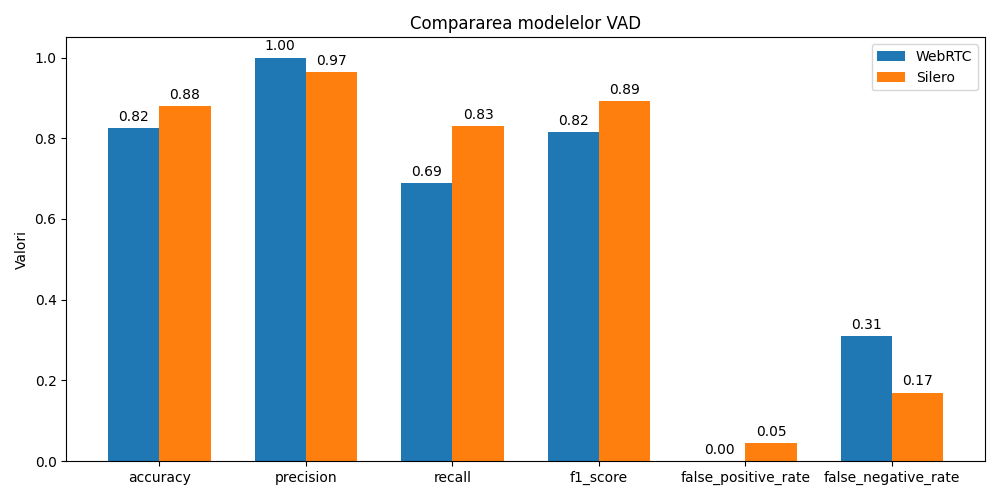 Compararea modelelor VAD
WebRTC
Silero
Valori
1.0
0.8
0.6
0.4
0.2
0.0
0.82
0.88
1.00
0.97
0.69
0.83
0.82
0.89
0.00
0.05
0.31
0.17
accuracy
precision
recall
f1_score
false_positive_rate
false_negative_rate